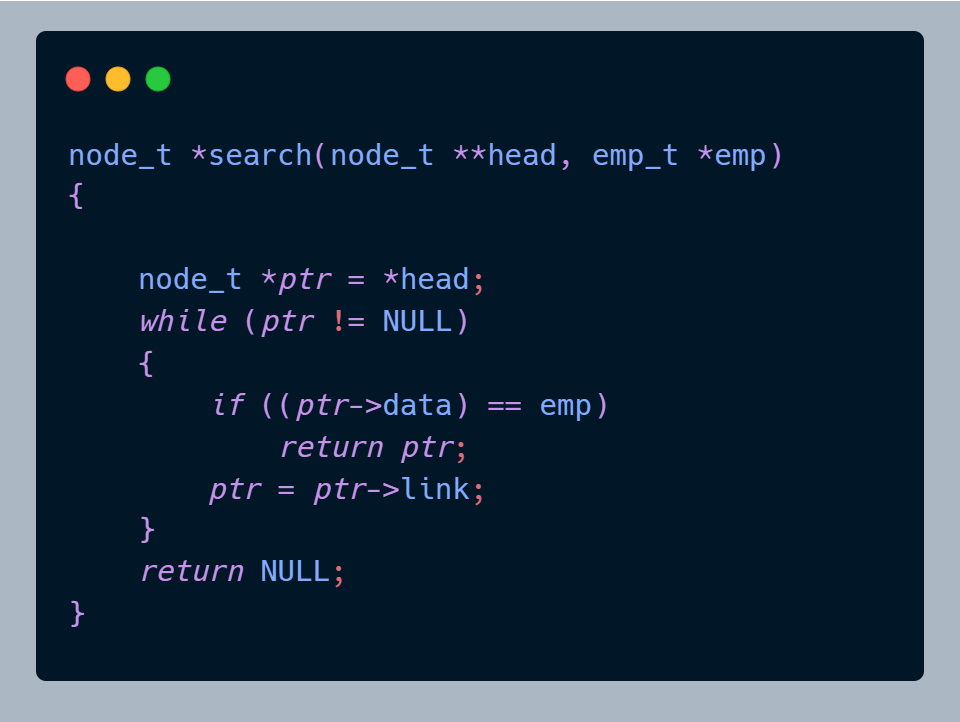 node_t *search(node_t **head, emp_t *emp)
{
node_t *ptr = *head;
while (ptr != NULL)
{
if ((ptr->data) == emp)
return ptr;
ptr = ptr->link;
}
return NULL;
}